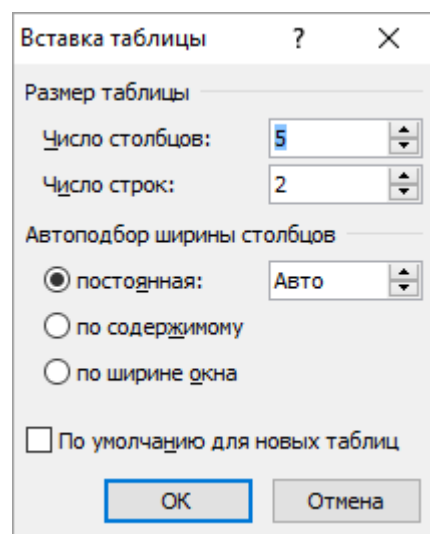 Вставка таблицы ? ×
Размер таблицы
Число столбцов: 5
Число строк: 2
Автоподбор ширины столбцов
постоянная: Авто
по содержимому
по ширине окна
По умолчанию для новых таблиц
ОК Отмена